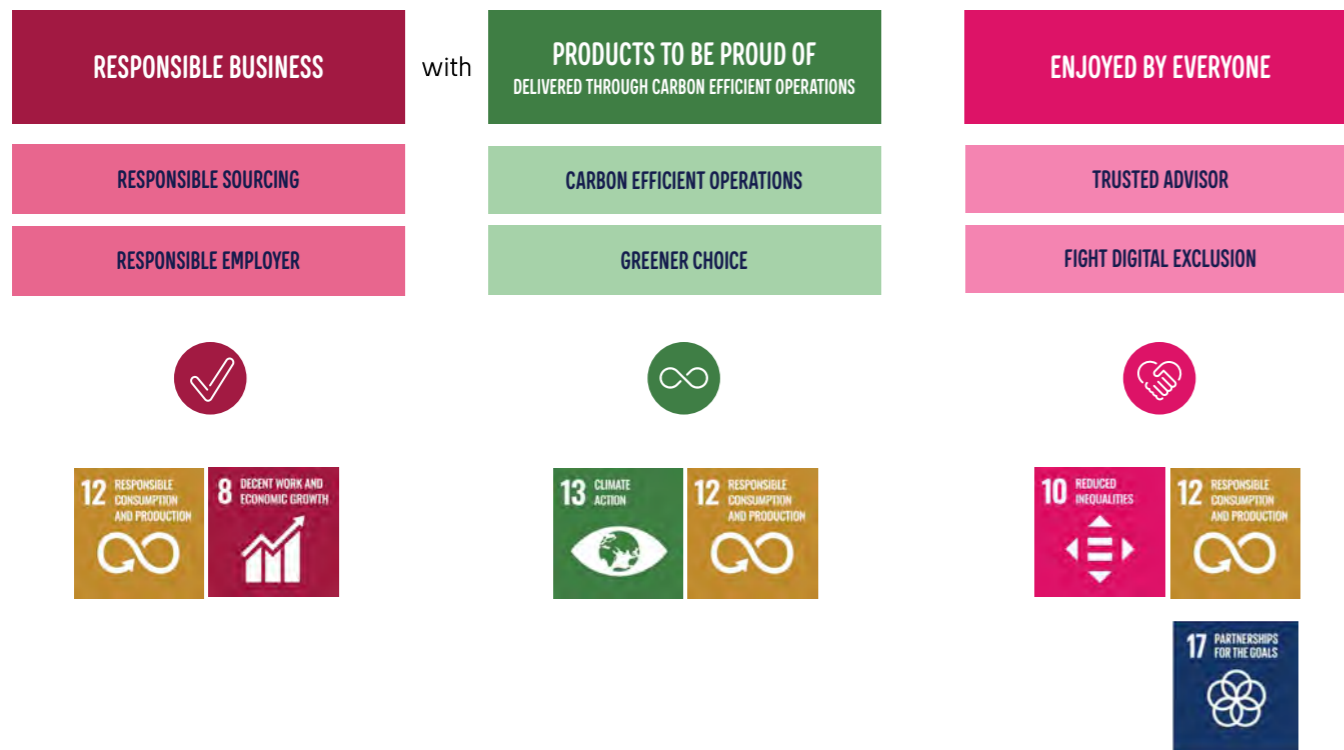 RESPONSIBLE BUSINESS
with
PRODUCTS TO BE PROUD OF
DELIVERED THROUGH CARBON EFFICIENT OPERATIONS
ENJOYED BY EVERYONE
RESPONSIBLE SOURCING
CARBON EFFICIENT OPERATIONS
TRUSTED ADVISOR
RESPONSIBLE EMPLOYER
GREENER CHOICE
FIGHT DIGITAL EXCLUSION
12 RESPONSIBLE
CONSUMPTION
AND PRODUCTION
8 DECENT WORK AND
ECONOMIC GROWTH
13 CLIMATE
ACTION
12 RESPONSIBLE
CONSUMPTION
AND PRODUCTION
10 REDUCED
INEQUALITIES
12 RESPONSIBLE
CONSUMPTION
AND PRODUCTION
17 PARTNERSHIPS
FOR THE GOALS